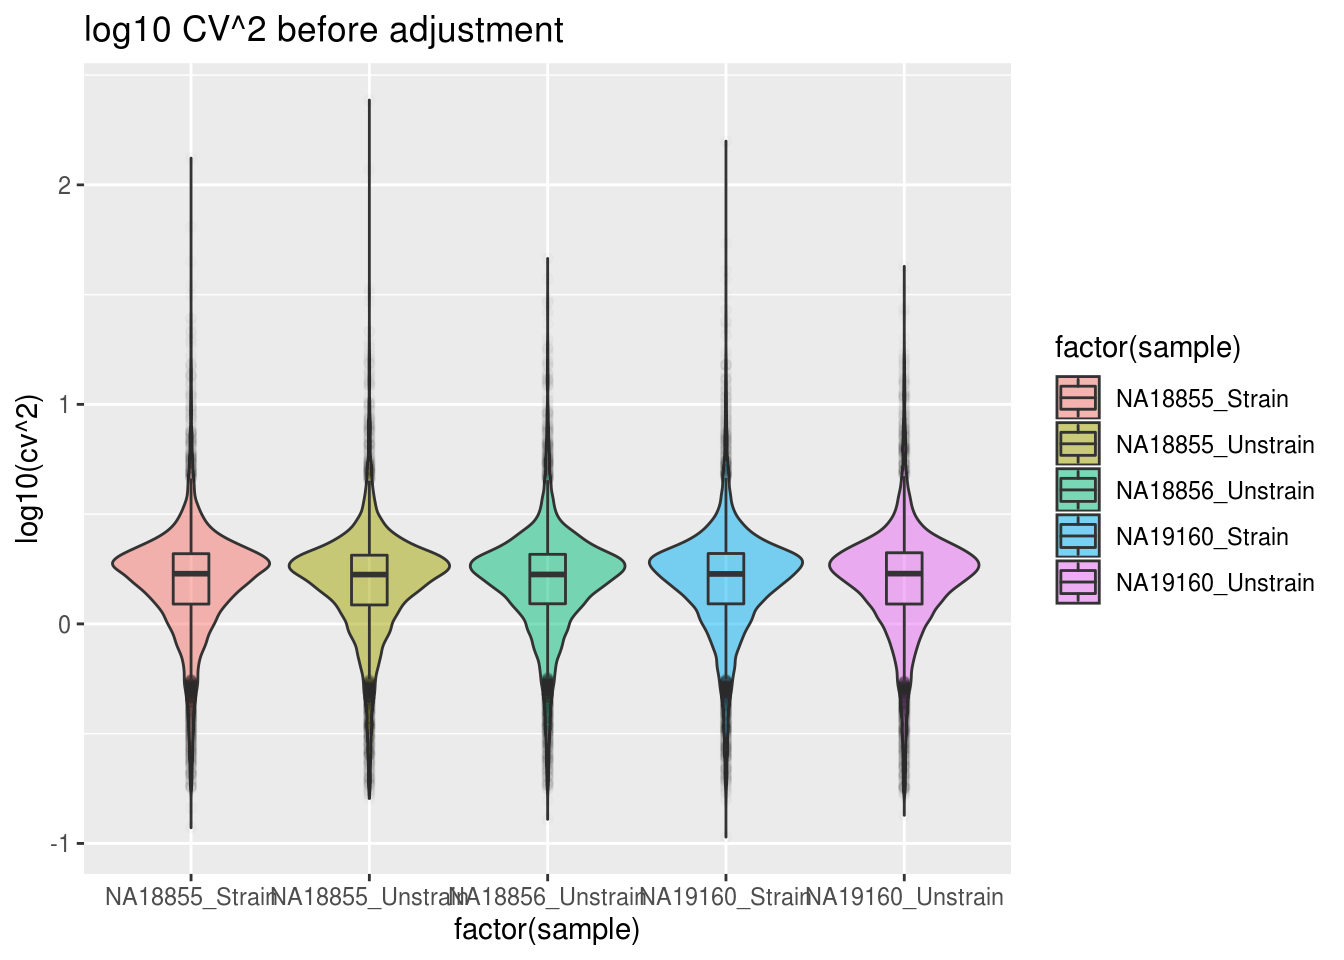 log10 CV^2 before adjustment
log10(cv^2)
2
1
0
-1
NA18855_Strain
NA18855_Unstrain
NA18856_Unstrain
NA19160_Strain
NA19160_Unstrain
factor(sample)
factor(sample)
NA18855_Strain
NA18855_Unstrain
NA18856_Unstrain
NA19160_Strain
NA19160_Unstrain